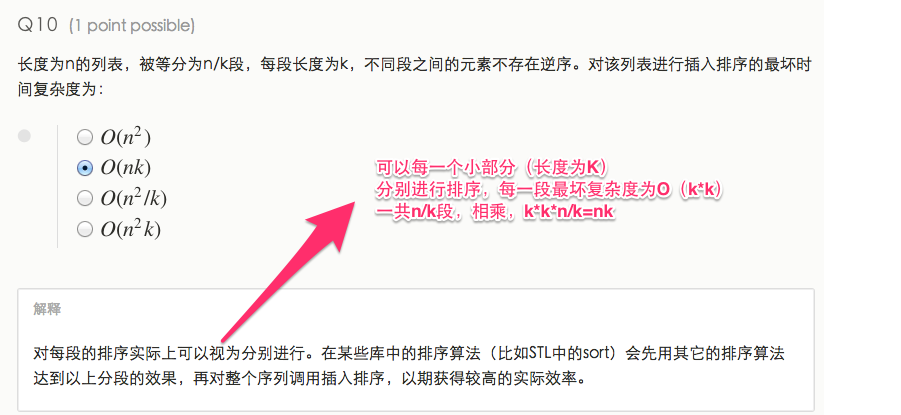 Q10 (1 point possible)
长度为n的列表，被等分为n/k段，每段长度为k，不同段之间的元素不存在逆序。对该列表进行插入排序的最坏时
间复杂度为：
O(n²)
O(nk)
O(n²/k)
O(n²k)
可以每一个小部分（长度为K）
分别进行排序，每一段最坏复杂度为O（k*k）
一共n/k段，相乘，k*k*n/k=nk
解释
对每段的排序实际上可以视为分别进行。在某些库中的排序算法（比如STL中的sort）会先用其它的排序算法
达到以上分段的效果，再对整个序列调用插入排序，以期获得较高的实际效率。